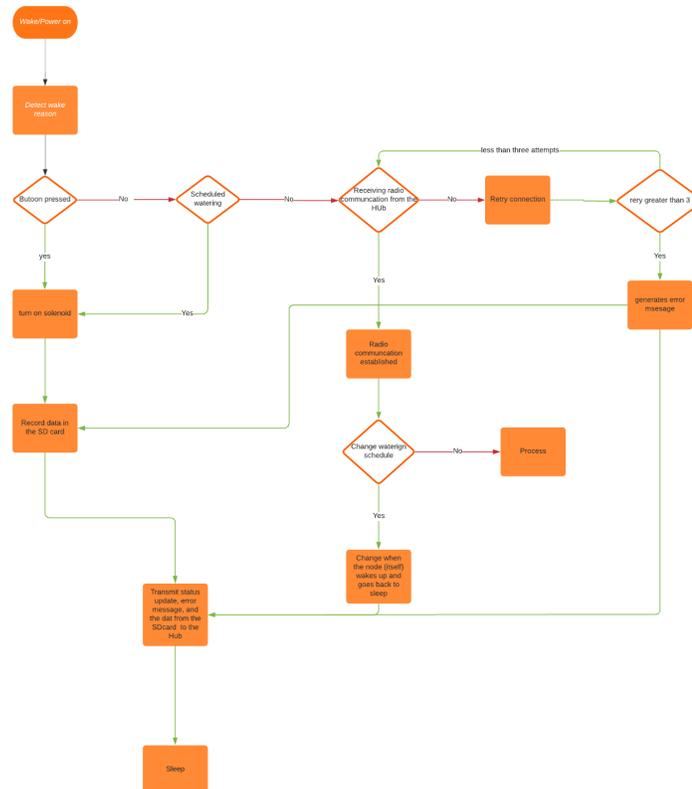 Wake/Power on
Detect wake
reason
less than three attempts
Butoon pressed
No
Scheduled
watering
No
Receiving radio
communcation from the
HUb
No
Retry connection
rery greater than 3
yes
Yes
Yes
turn on solenoid
Yes
generates error
msesage
Radio
communcation
established
Record data in
the SD card
Change waterign
schedule
No
Process
Yes
Change when
the node (itself)
wakes up and
goes back to
sleep
Transmit status
update, error
message, and
the dat from the
SDcard to the
Hub
Sleep